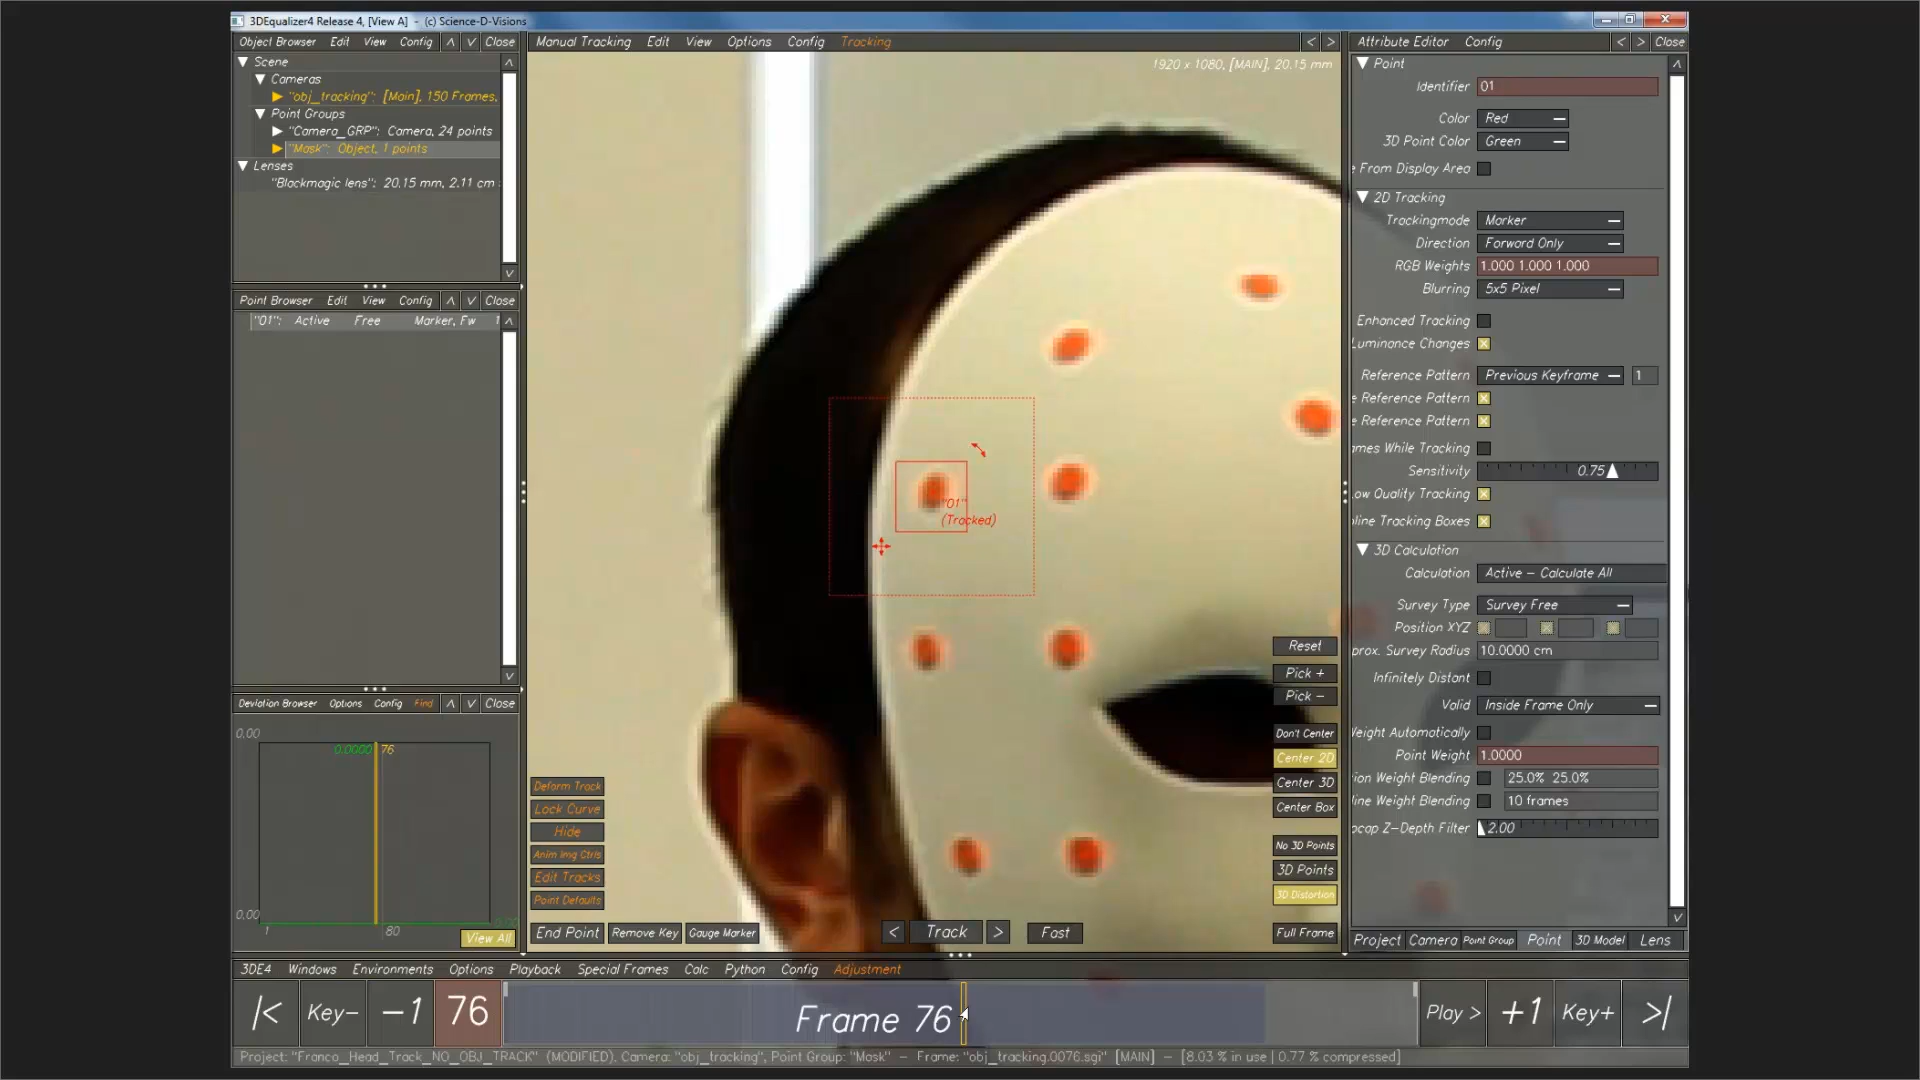 3DEqualizer4 Release 4, [View A] - (c) Science-D-Visions
Object Browser Edit View Config Close
Scene
Cameras
"obj_tracking": [Main], 150 Frames,
Point Groups
"Camera_GRP": Camera, 24 points
"Mask": Object, 1 points
Lenses
"Blackmagic lens": 20.15 mm, 2.11 cm
Point Browser Edit View Config Close
"01": Active Free Marker, Fw 1
Deviation Browser Options Config Find Close
0.00
0.0000 76
0.00
0.00
1 80
View All
Manual Tracking Edit View Options Config Tracking < >
1920 x 1080, [MAIN], 20.15 mm
"01"
(Tracked)
Reset
Pick +
Pick -
Don't Center
Center 2D
Center 3D
Center Box
No 3D Points
3D Points
3D Distortion
Full Frame
Deform Track
Lock Curve
Hide
Anim Img Ctrls
Edit Tracks
Point Defaults
End Point Remove Key Gauge Marker < Track > Fast
Attribute Editor Config < > Close
Point
Identifier 01
Color Red
3D Point Color Green
e From Display Area
2D Tracking
Trackingmode Marker
Direction Forward Only
RGB Weights 1.000 1.000 1.000
Blurring 5x5 Pixel
Enhanced Tracking
Luminance Changes
Reference Pattern Previous Keyframe 1
e Reference Pattern
e Reference Pattern
ames While Tracking
Sensitivity 0.75
ow Quality Tracking
line Tracking Boxes
3D Calculation
Calculation Active - Calculate All
Survey Type Survey Free
Position XYZ
prox. Survey Radius 10.0000 cm
Infinitely Distant
Valid Inside Frame Only
Weight Automatically
Point Weight 1.0000
ion Weight Blending 25.0% 25.0%
line Weight Blending 10 frames
ocap Z-Depth Filter 2.00
Project Camera Point Group Point 3D Model Lens
3DE4 Windows Environments Options Playback Special Frames Calc Python Config Adjustment
|< Key- -1 76 Frame 76 Play > +1 Key+ >|
Project: "Franco_Head_Track_NO_OBJ_TRACK" (MODIFIED), Camera: "obj_tracking", Point Group: "Mask" - Frame: "obj_tracking.0076.sgi" [MAIN] - [8.03 % in use | 0.77 % compressed]